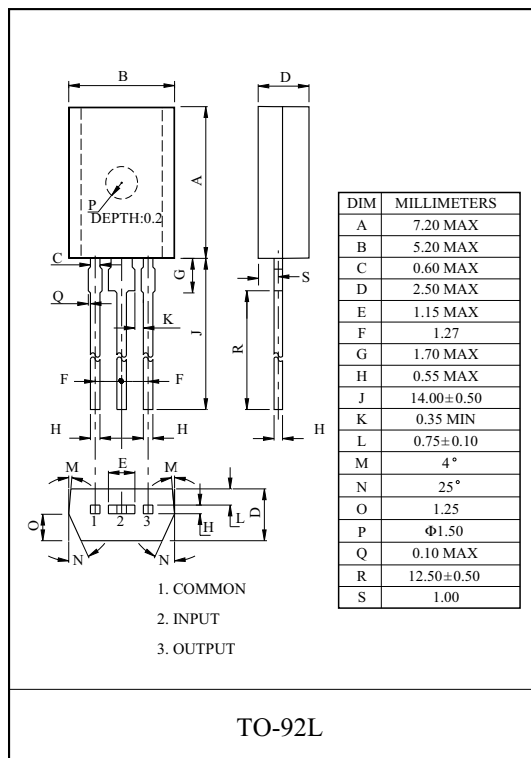 B
D
A
P
DEPTH:0.2
C
G
S
Q
K
J
R
F
F
H
H
H
M
E
M
O
1
2
3
H
L
D
N
N
1. COMMON
2. INPUT
3. OUTPUT
DIM MILLIMETERS
A 7.20 MAX
B 5.20 MAX
C 0.60 MAX
D 2.50 MAX
E 1.15 MAX
F 1.27
G 1.70 MAX
H 0.55 MAX
J 14.00±0.50
K 0.35 MIN
L 0.75±0.10
M 4°
N 25°
O 1.25
P Φ1.50
Q 0.10 MAX
R 12.50±0.50
S 1.00
TO-92L